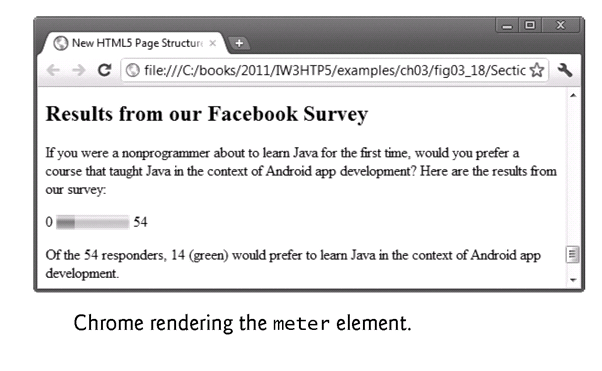 New HTML5 Page Structure
file:///C:/books/2011/IW3HTP5/examples/ch03/fig03_18/Sectic
Results from our Facebook Survey
If you were a nonprogrammer about to learn Java for the first time, would you prefer a
course that taught Java in the context of Android app development? Here are the results from
our survey:
0 54
Of the 54 responders, 14 (green) would prefer to learn Java in the context of Android app
development.
Chrome rendering the meter element.